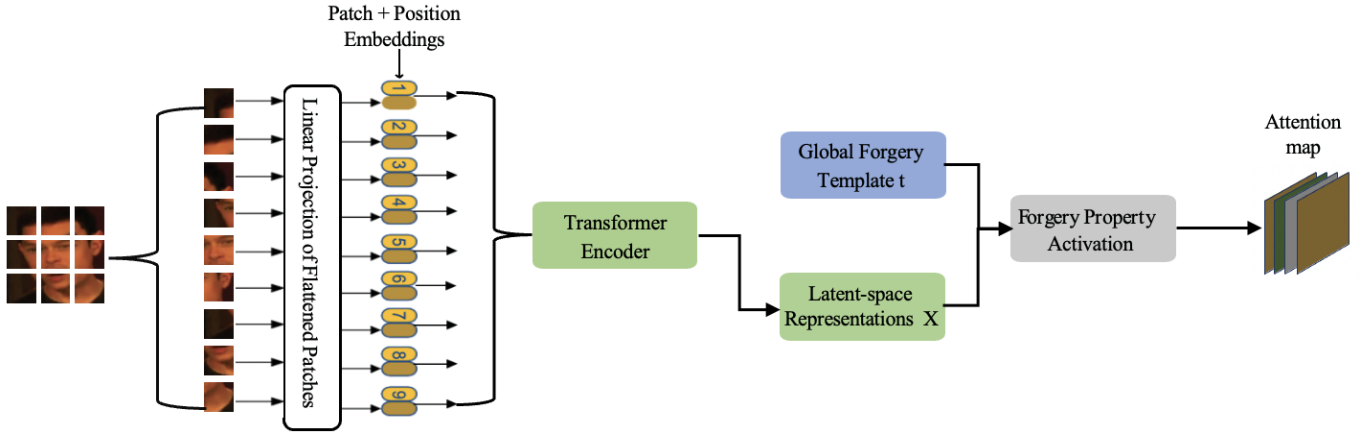 Patch + Position
Embeddings
Linear Projection of Flattened Patches
1
2
3
4
5
6
7
8
9
Transformer
Encoder
Global Forgery
Template t
Latent-space
Representations X
Forgery Property
Activation
Attention
map